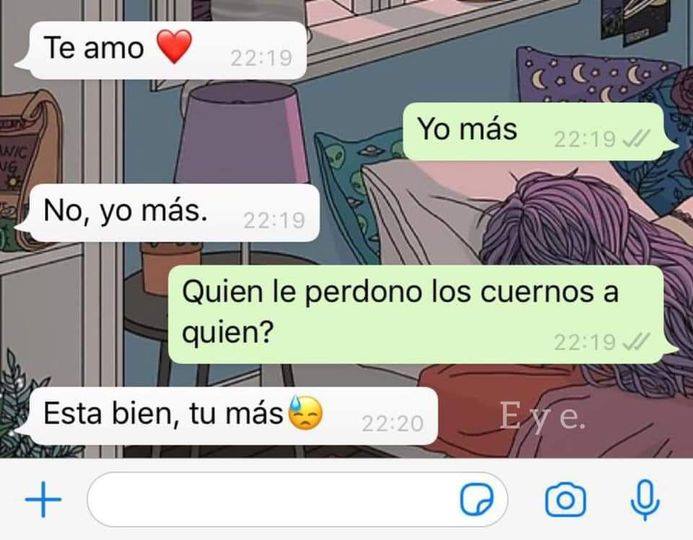 Te amo ❤️ 22:19
Yo más 22:19
No, yo más. 22:19
Quien le perdono los cuernos a
quien? 22:19
Esta bien, tu más😓 22:20
Eye.